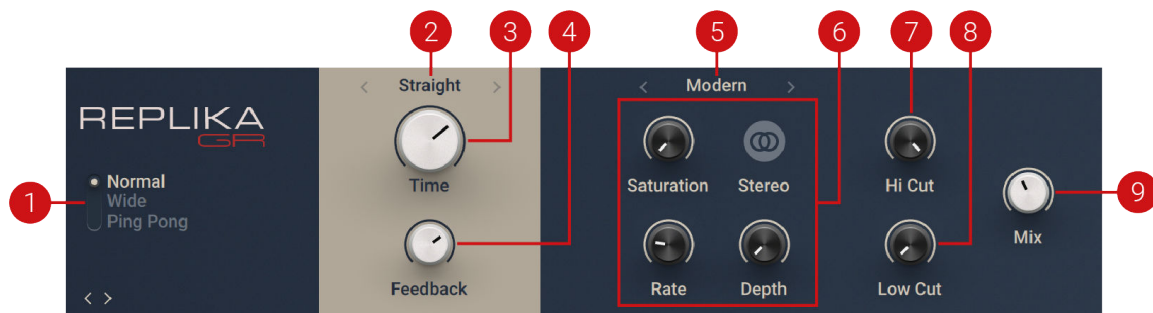 2 3 4 5 6 7 8
< Straight >
< Modern >
REPLIKA
GR
Time
Saturation
Stereo
Hi Cut
1
Normal
Wide
Ping Pong
9
Mix
Feedback
Rate
Depth
Low Cut
< >